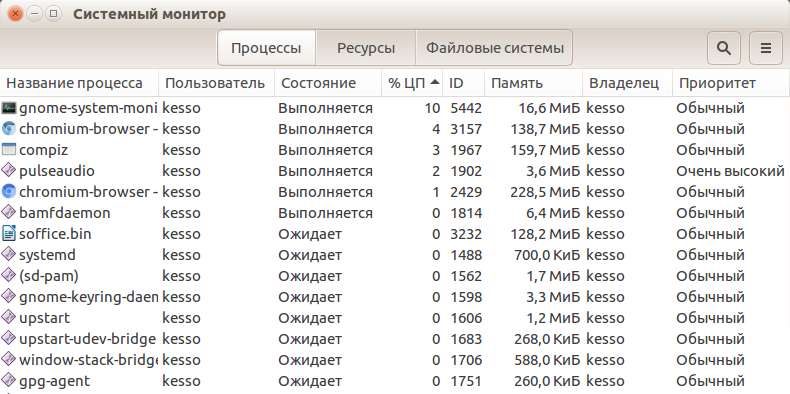 Системный монитор
Процессы Ресурсы Файловые системы
Название процесса Пользователь Состояние % ЦП ID Память Владелец Приоритет
gnome-system-moni kesso Выполняется 10 5442 16,6 МиБ kesso Обычный
chromium-browser - kesso Выполняется 4 3157 138,7 МиБ kesso Обычный
compiz kesso Выполняется 3 1967 159,7 МиБ kesso Обычный
pulseaudio kesso Выполняется 2 1902 3,6 МиБ kesso Очень высокий
chromium-browser - kesso Выполняется 1 2429 228,5 МиБ kesso Обычный
bamfdaemon kesso Выполняется 0 1814 6,4 МиБ kesso Обычный
soffice.bin kesso Ожидает 0 3232 128,2 МиБ kesso Обычный
systemd kesso Ожидает 0 1488 700,0 КиБ kesso Обычный
(sd-pam) kesso Ожидает 0 1562 1,7 МиБ kesso Обычный
gnome-keyring-daem kesso Ожидает 0 1598 3,3 МиБ kesso Обычный
upstart kesso Ожидает 0 1606 1,2 МиБ kesso Обычный
upstart-udev-bridge kesso Ожидает 0 1683 268,0 КиБ kesso Обычный
window-stack-bridge kesso Ожидает 0 1706 588,0 КиБ kesso Обычный
gpg-agent kesso Ожидает 0 1751 260,0 КиБ kesso Обычный